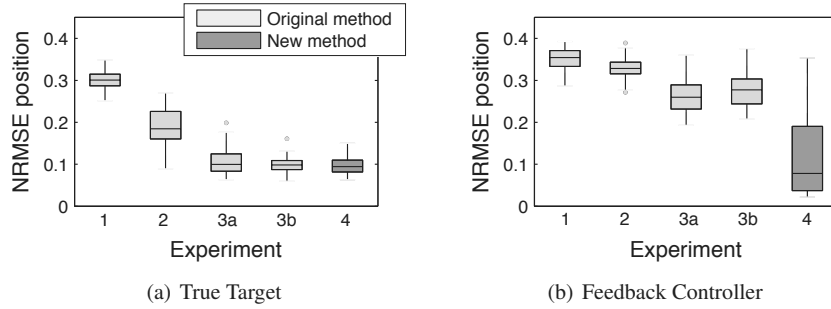 Original method
New method
NRMSE position
0.4
0.3
0.2
0.1
0
1
2
3a
3b
4
Experiment
(a) True Target
NRMSE position
0.4
0.3
0.2
0.1
0
1
2
3a
3b
4
Experiment
(b) Feedback Controller